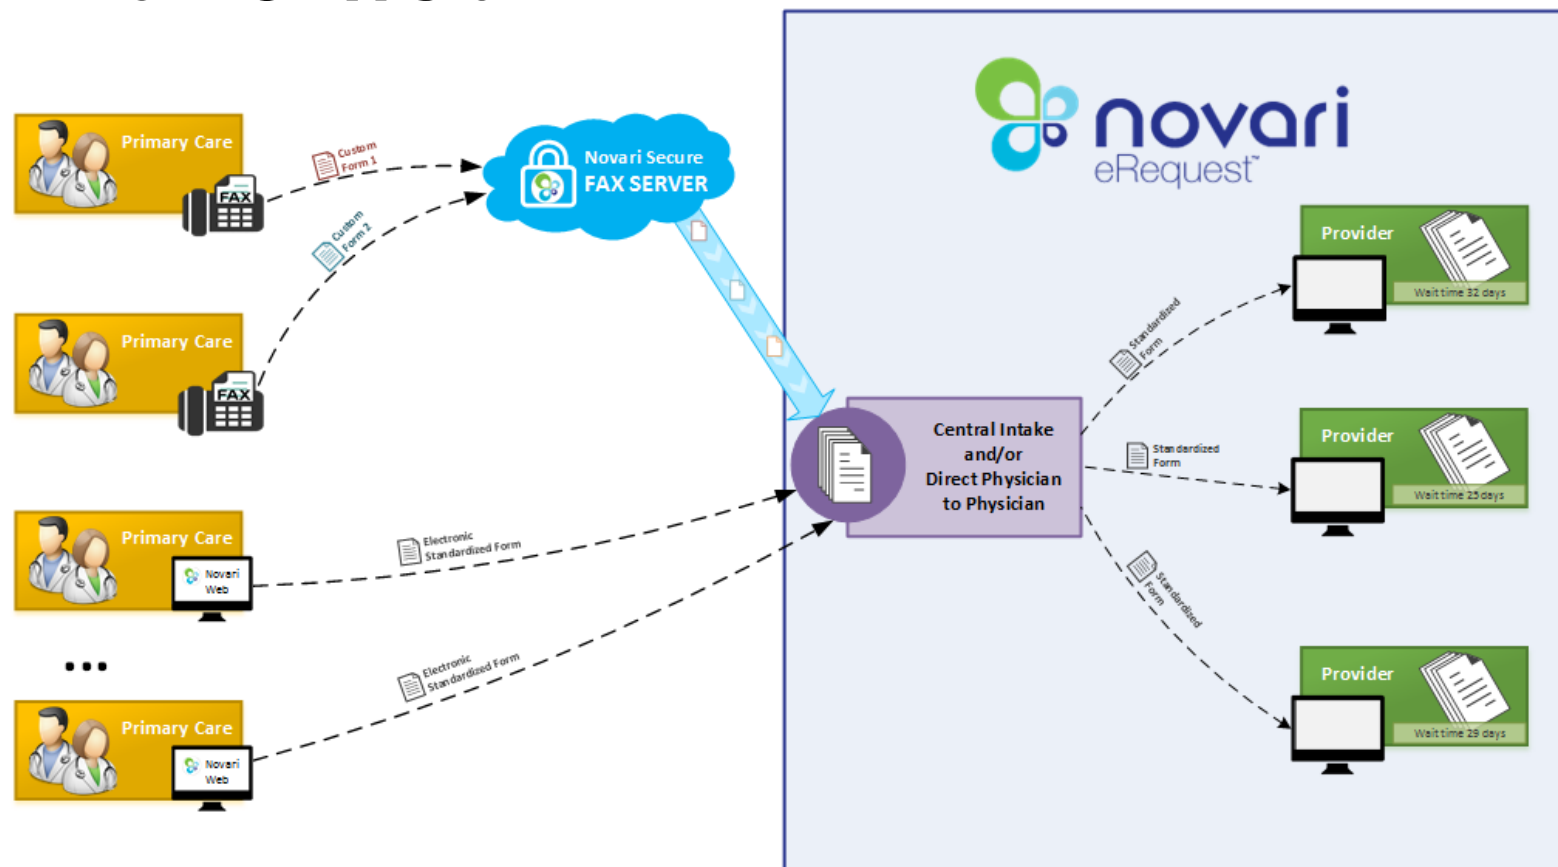 novari
eRequest™
Primary Care
FAX
Custom
Form 1
Novari Secure
FAX SERVER
Custom
Form 2
Primary Care
FAX
Provider
Wait time 32 days
Standardized
Form
Central Intake
and/or
Direct Physician
to Physician
Standardized
Form
Provider
Wait time 25 days
Primary Care
Novari
Web
Electronic
Standardized Form
Standardized
Form
Provider
Wait time 29 days
...
Primary Care
Novari
Web
Electronic
Standardized Form